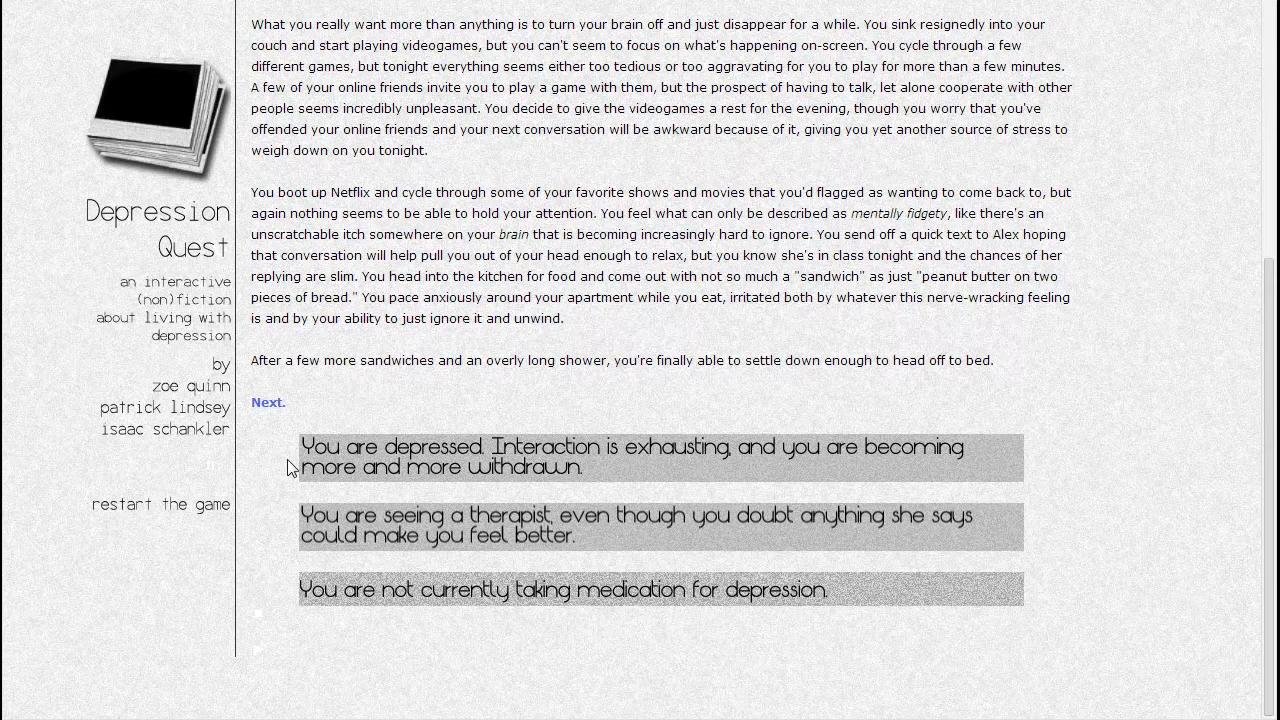 Depression
Quest
an interactive
(non)fiction
about living with
depression
by
zoe quinn
patrick lindsey
isaac schankler
restart the game
What you really want more than anything is to turn your brain off and just disappear for a while. You sink resignedly into your
couch and start playing videogames, but you can't seem to focus on what's happening on-screen. You cycle through a few
different games, but tonight everything seems either too tedious or too aggravating for you to play for more than a few minutes.
A few of your online friends invite you to play a game with them, but the prospect of having to talk, let alone cooperate with other
people seems incredibly unpleasant. You decide to give the videogames a rest for the evening, though you worry that you've
offended your online friends and your next conversation will be awkward because of it, giving you yet another source of stress to
weigh down on you tonight.
You boot up Netflix and cycle through some of your favorite shows and movies that you'd flagged as wanting to come back to, but
again nothing seems to be able to hold your attention. You feel what can only be described as mentally fidgety, like there's an
unscratchable itch somewhere on your brain that is becoming increasingly hard to ignore. You send off a quick text to Alex hoping
that conversation will help pull you out of your head enough to relax, but you know she's in class tonight and the chances of her
replying are slim. You head into the kitchen for food and come out with not so much a "sandwich" as just "peanut butter on two
pieces of bread." You pace anxiously around your apartment while you eat, irritated both by whatever this nerve-wracking feeling
is and by your ability to just ignore it and unwind.
After a few more sandwiches and an overly long shower, you're finally able to settle down enough to head off to bed.
Next.
You are depressed. Interaction is exhausting, and you are becoming
more and more withdrawn.
You are seeing a therapist, even though you doubt anything she says
could make you feel better.
You are not currently taking medication for depression.